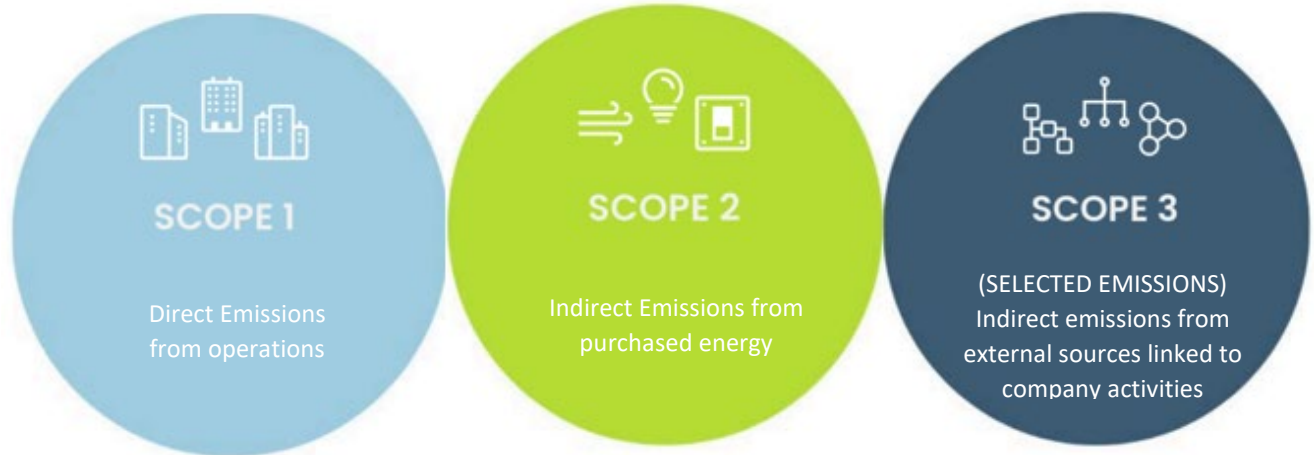 SCOPE 1
Direct Emissions
from operations
SCOPE 2
Indirect Emissions from
purchased energy
SCOPE 3
(SELECTED EMISSIONS)
Indirect emissions from
external sources linked to
company activities